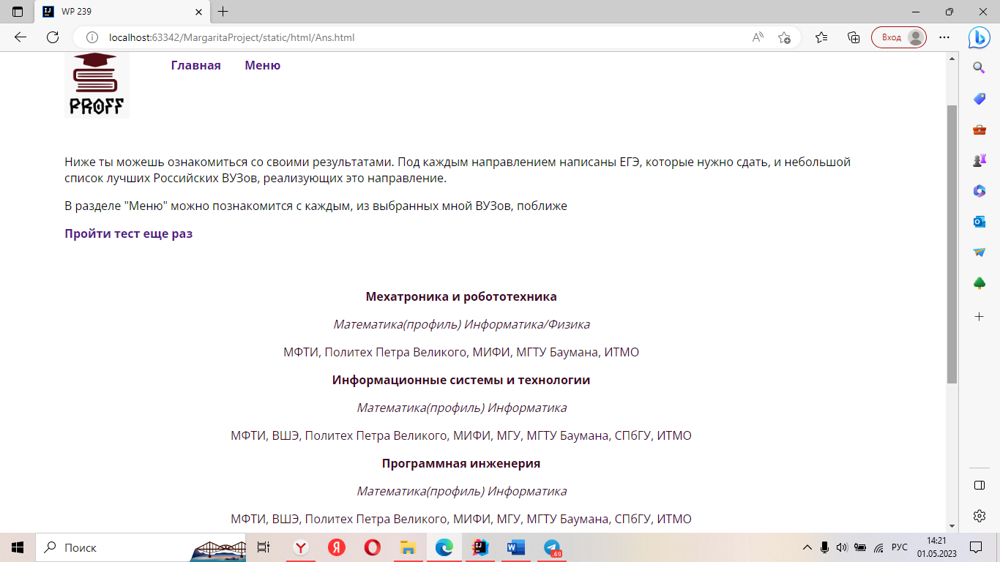 WP 239
localhost:63342/MargaritaProject/static/html/Ans.html
Вход
PROFF
Главная
Меню
Ниже ты можешь ознакомиться со своими результатами. Под каждым направлением написаны ЕГЭ, которые нужно сдать, и небольшой
список лучших Российских ВУЗов, реализующих это направление.
В разделе "Меню" можно познакомится с каждым, из выбранных мной ВУЗов, поближе
Пройти тест еще раз
Мехатроника и робототехника
Математика(профиль) Информатика/Физика
МФТИ, Политех Петра Великого, МИФИ, МГТУ Баумана, ИТМО
Информационные системы и технологии
Математика(профиль) Информатика
МФТИ, ВШЭ, Политех Петра Великого, МИФИ, МГУ, МГТУ Баумана, СПбГУ, ИТМО
Программная инженерия
Математика(профиль) Информатика
МФТИ, ВШЭ, Политех Петра Великого, МИФИ, МГУ, МГТУ Баумана, СПбГУ, ИТМО
Поиск
69
РУС
14:21
01.05.2023